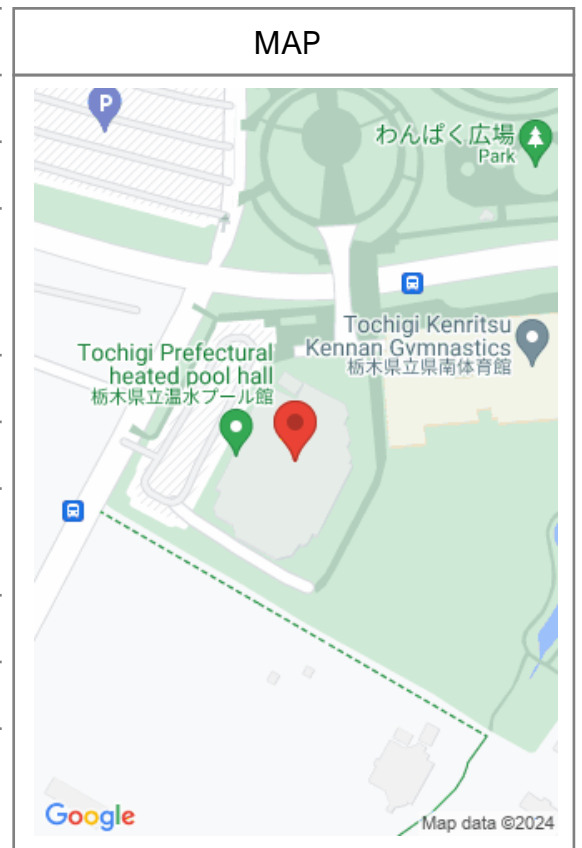 MAP
P
わんぱく広場
Park
Tochigi Kenritsu
Kennan Gymnastics
栃木県立県南体育館
Tochigi Prefectural
heated pool hall
栃木県立温水プール館
Google
Map data ©2024